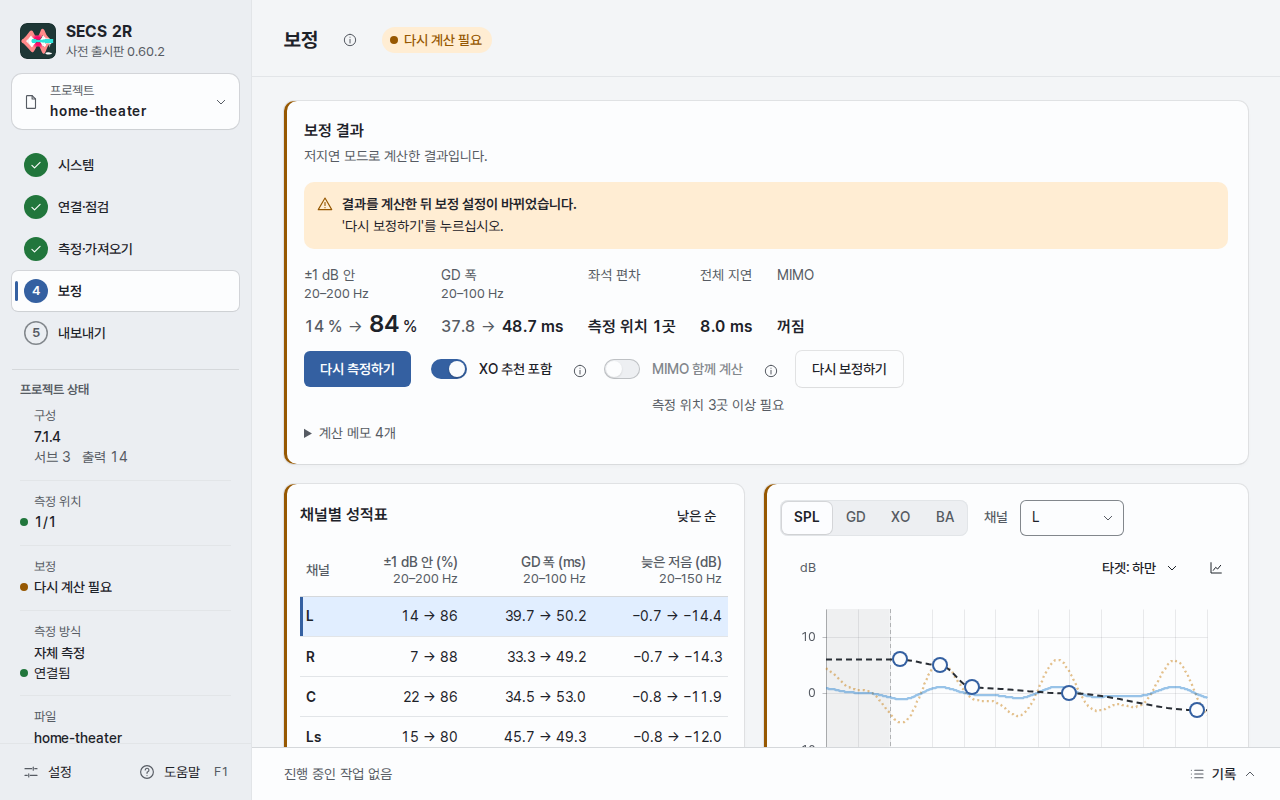 SECS 2R
사전 출시판 0.60.2
프로젝트
home-theater
시스템
연결·점검
측정·가져오기
4 보정
5 내보내기
프로젝트 상태
구성
7.1.4
서브 3 출력 14
측정 위치
1/1
보정
다시 계산 필요
측정 방식
자체 측정
연결됨
파일
home-theater
설정 도움말 F1
보정 다시 계산 필요
보정 결과
저지연 모드로 계산한 결과입니다.
결과를 계산한 뒤 보정 설정이 바뀌었습니다.
'다시 보정하기'를 누르십시오.
±1 dB 안 GD 폭 좌석 편차 전체 지연 MIMO
20–200 Hz 20–100 Hz
14 % → 84 % 37.8 → 48.7 ms 측정 위치 1곳 8.0 ms 꺼짐
다시 측정하기 XO 추천 포함 MIMO 함께 계산 다시 보정하기
측정 위치 3곳 이상 필요
▶ 계산 메모 4개
채널별 성적표 낮은 순
채널 ±1 dB 안 (%) GD 폭 (ms) 늦은 저음 (dB)
20–200 Hz 20–100 Hz 20–150 Hz
L 14 → 86 39.7 → 50.2 −0.7 → −14.4
R 7 → 88 33.3 → 49.2 −0.7 → −14.3
C 22 → 86 34.5 → 53.0 −0.8 → −11.9
Ls 15 → 80 45.7 → 49.3 −0.8 → −12.0
SPL GD XO BA 채널 L
dB 타겟: 하만
10
0
진행 중인 작업 없음 기록